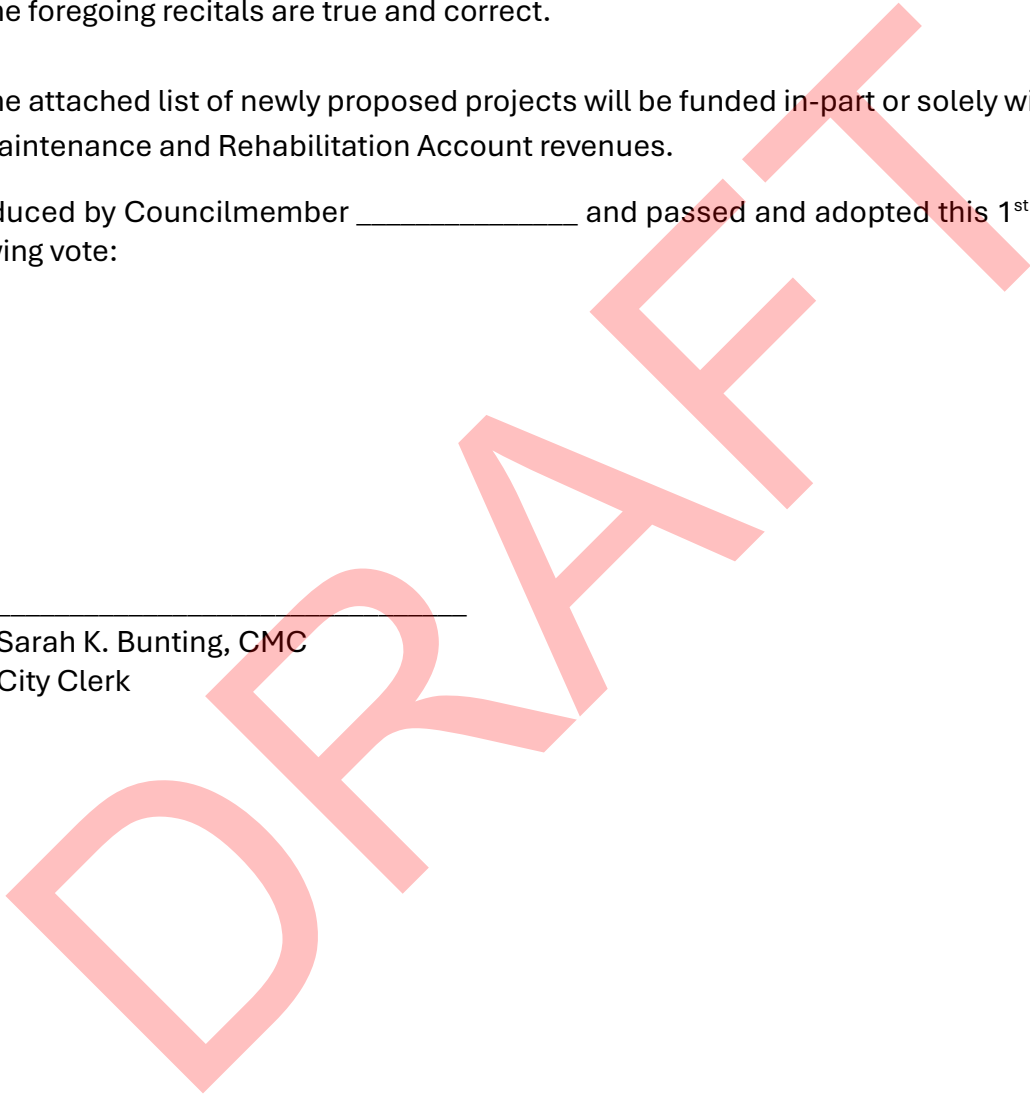 he foregoing recitals are true and correct.
he attached list of newly proposed projects will be funded in-part or solely wi
aintenance and Rehabilitation Account revenues.
duced by Councilmember _______________ and passed and adopted this 1st
ving vote:
________________________________
Sarah K. Bunting, CMC
City Clerk
DRAFT